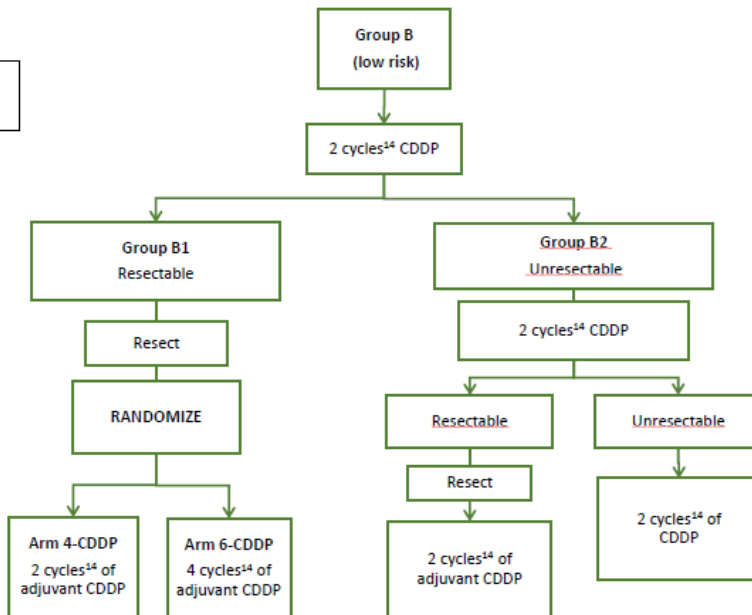 Group B
(low risk)
2 cycles¹⁴ CDDP
Group B1
Resectable
Group B2
Unresectable
Resect
2 cycles¹⁴ CDDP
RANDOMIZE
Resectable
Unresectable
Resect
Arm 4-CDDP
2 cycles¹⁴ of
adjuvant CDDP
Arm 6-CDDP
4 cycles¹⁴ of
adjuvant CDDP
2 cycles¹⁴ of
adjuvant CDDP
2 cycles¹⁴ of
CDDP